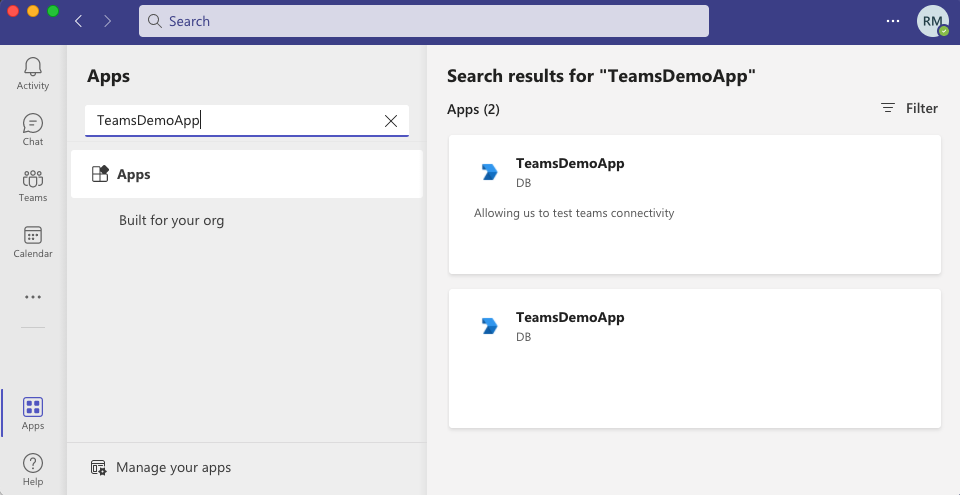 Search
RM
Activity
Chat
Teams
Calendar
Apps
Help
Apps
TeamsDemoApp
Apps
Built for your org
Manage your apps
Search results for "TeamsDemoApp"
Apps (2)
Filter
TeamsDemoApp
DB
Allowing us to test teams connectivity
TeamsDemoApp
DB